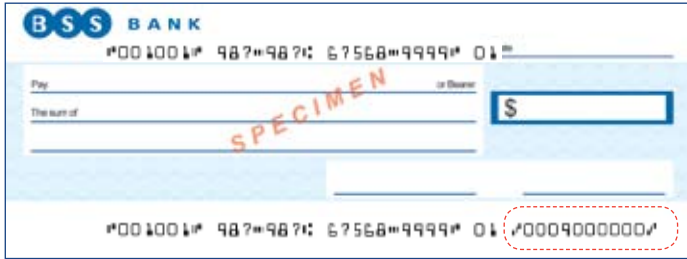 BSS BANK
⑈001001⑈ 987⑉987⑆ 67568⑉9999⑈ 01
Pay or Bearer
The sum of
$
SPECIMEN
⑈001001⑈ 987⑉987⑆ 67568⑉9999⑈ 01 ⑇0009000000⑇